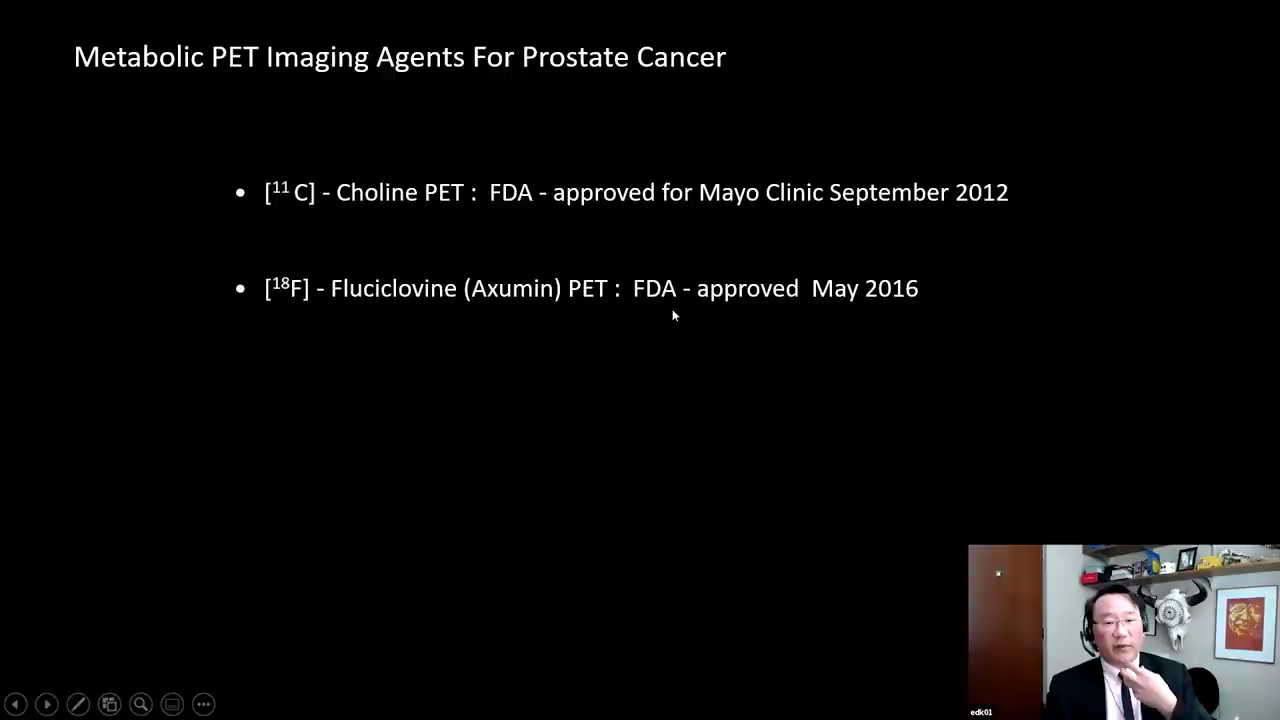 Metabolic PET Imaging Agents For Prostate Cancer
• [¹¹ C] - Choline PET : FDA - approved for Mayo Clinic September 2012
• [¹⁸F] - Fluciclovine (Axumin) PET : FDA - approved May 2016
edk01